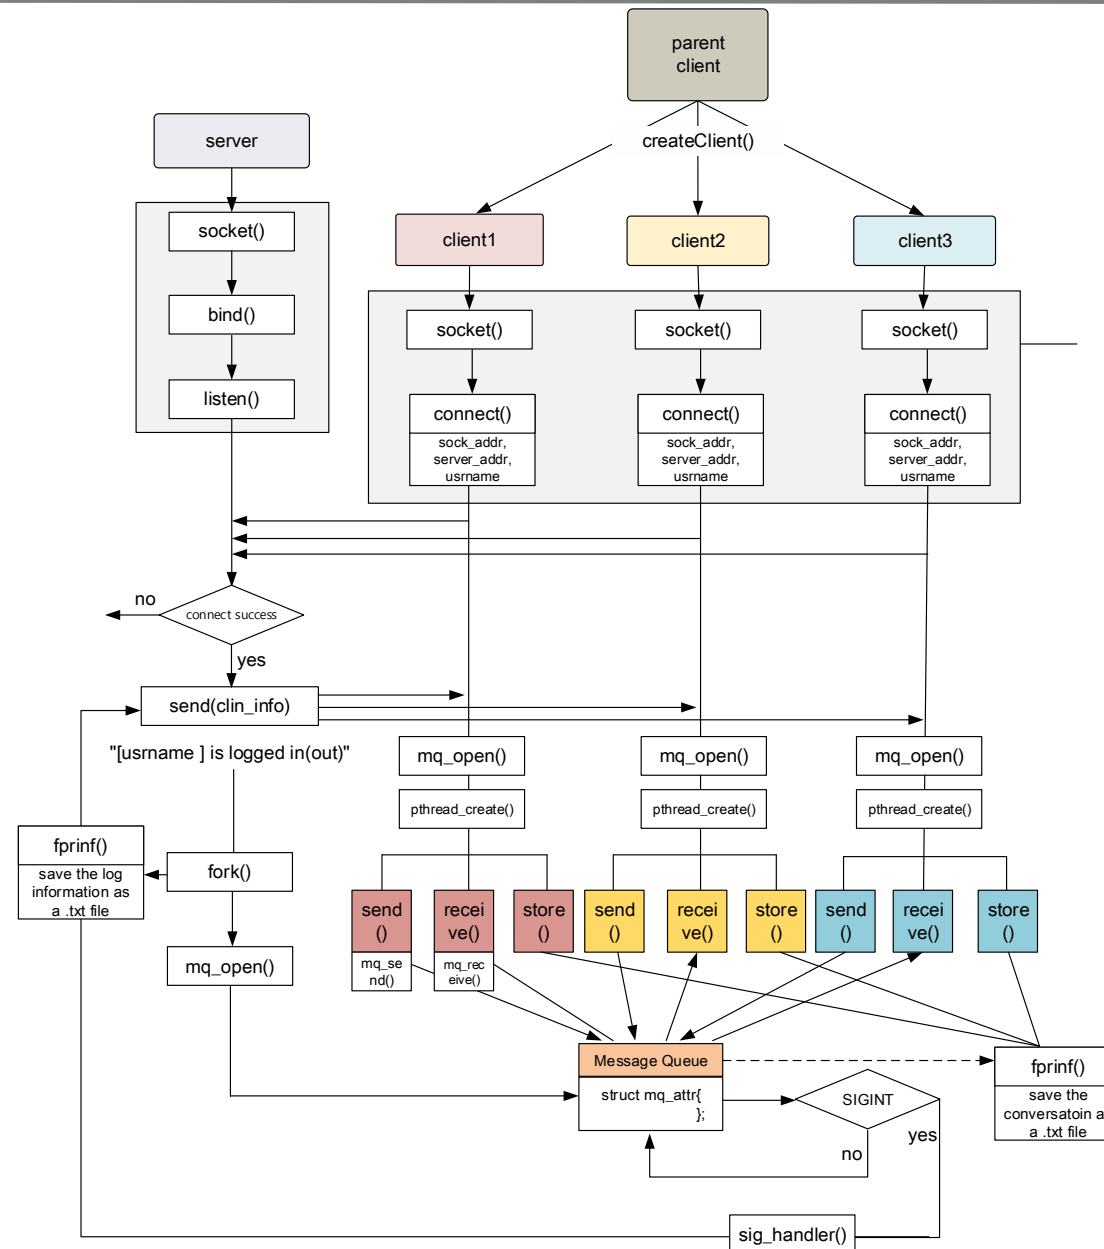 parent
client
createClient()
server
socket()
bind()
listen()
client1
client2
client3
socket()
socket()
socket()
connect()
sock_addr,
server_addr,
usrname
connect()
sock_addr,
server_addr,
usrname
connect()
sock_addr,
server_addr,
usrname
no
connect success
yes
send(clin_info)
"[usrname ] is logged in(out)"
mq_open()
mq_open()
mq_open()
pthread_create()
pthread_create()
pthread_create()
fprinf()
save the log
information as
a .txt file
fork()
mq_open()
send
()
mq_se
nd()
recei
ve()
mq_rec
eive()
store
()
send
()
recei
ve()
store
()
send
()
recei
ve()
store
()
Message Queue
struct mq_attr{
};
SIGINT
yes
no
fprinf()
save the
conversatoin a
a .txt file
sig_handler()